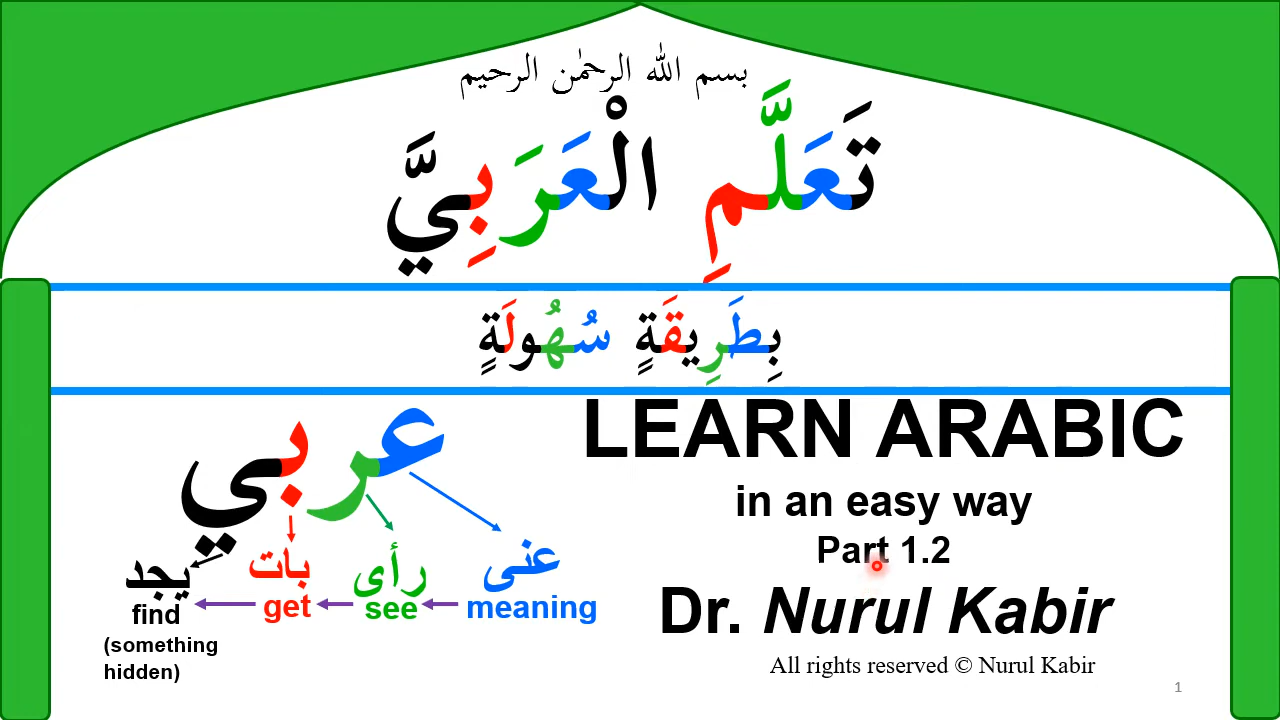 بسم الله الرحمٰن الرحيم
تَعَلَّمِ الْعَرَبِيَّ
بِطَرِيقَةٍ سُهُولَةٍ
LEARN ARABIC
in an easy way
Part 1.2
Dr. Nurul Kabir
All rights reserved © Nurul Kabir
عربي
عنى رأى بات يجد
meaning see get find
(something
hidden)
1